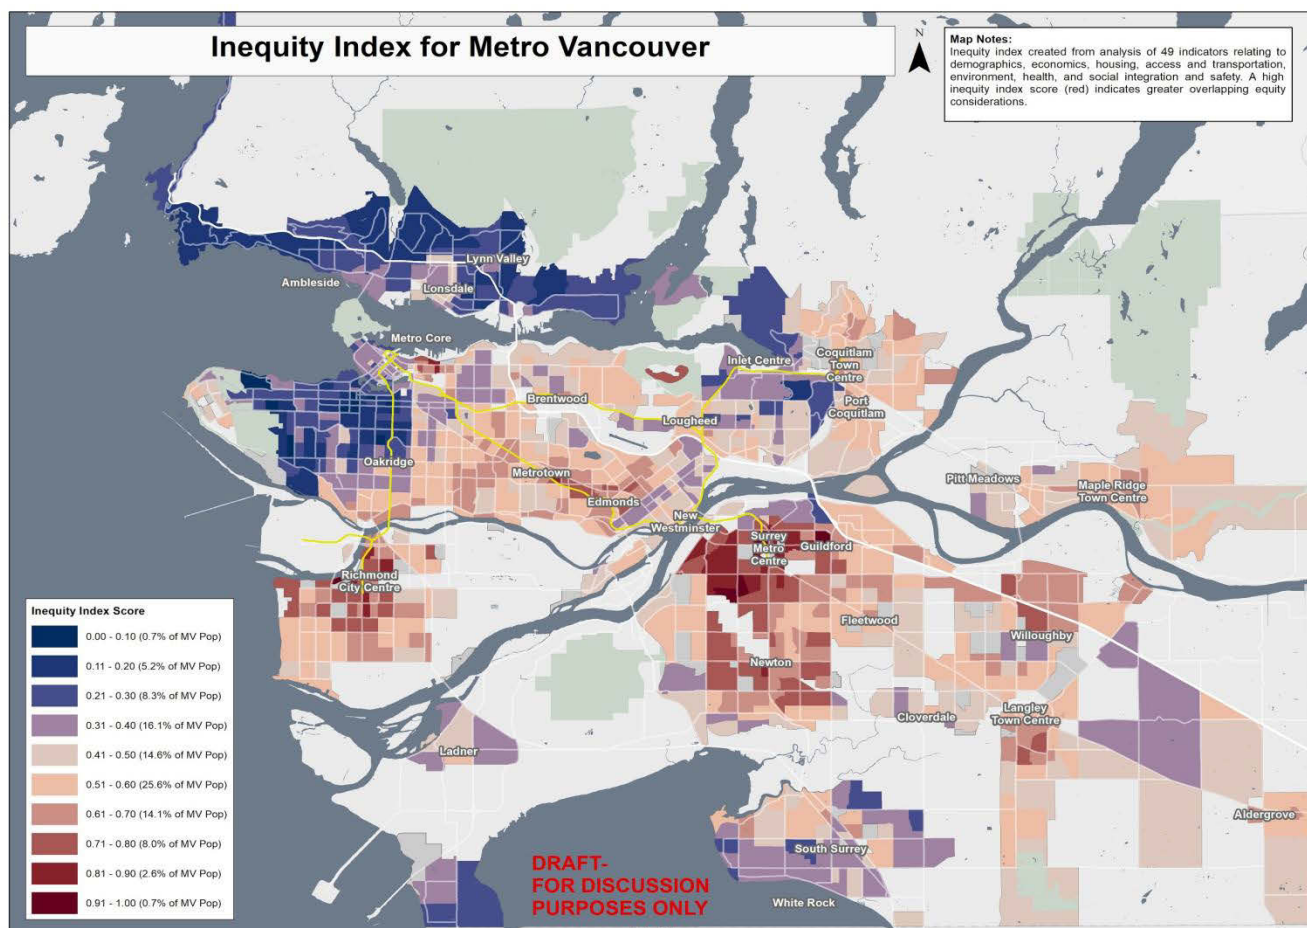 Inequity Index for Metro Vancouver
N
Map Notes:
Inequity index created from analysis of 49 indicators relating to
demographics, economics, housing, access and transportation,
environment, health, and social integration and safety. A high
inequity index score (red) indicates greater overlapping equity
considerations.
Lynn Valley
Ambleside
Lonsdale
Metro Core
Inlet Centre
Coquitlam
Town
Centre
Brentwood
Port
Coquitlam
Lougheed
Oakridge
Metrotown
Pitt Meadows
Maple Ridge
Town Centre
Edmonds
New
Westminster
Surrey
Metro
Centre
Guildford
Richmond
City Centre
Fleetwood
Willoughby
Newton
Cloverdale
Langley
Town Centre
Ladner
Aldergrove
South Surrey
White Rock
Inequity Index Score
0.00 - 0.10 (0.7% of MV Pop)
0.11 - 0.20 (5.2% of MV Pop)
0.21 - 0.30 (8.3% of MV Pop)
0.31 - 0.40 (16.1% of MV Pop)
0.41 - 0.50 (14.6% of MV Pop)
0.51 - 0.60 (25.6% of MV Pop)
0.61 - 0.70 (14.1% of MV Pop)
0.71 - 0.80 (8.0% of MV Pop)
0.81 - 0.90 (2.6% of MV Pop)
0.91 - 1.00 (0.7% of MV Pop)
DRAFT-
FOR DISCUSSION
PURPOSES ONLY